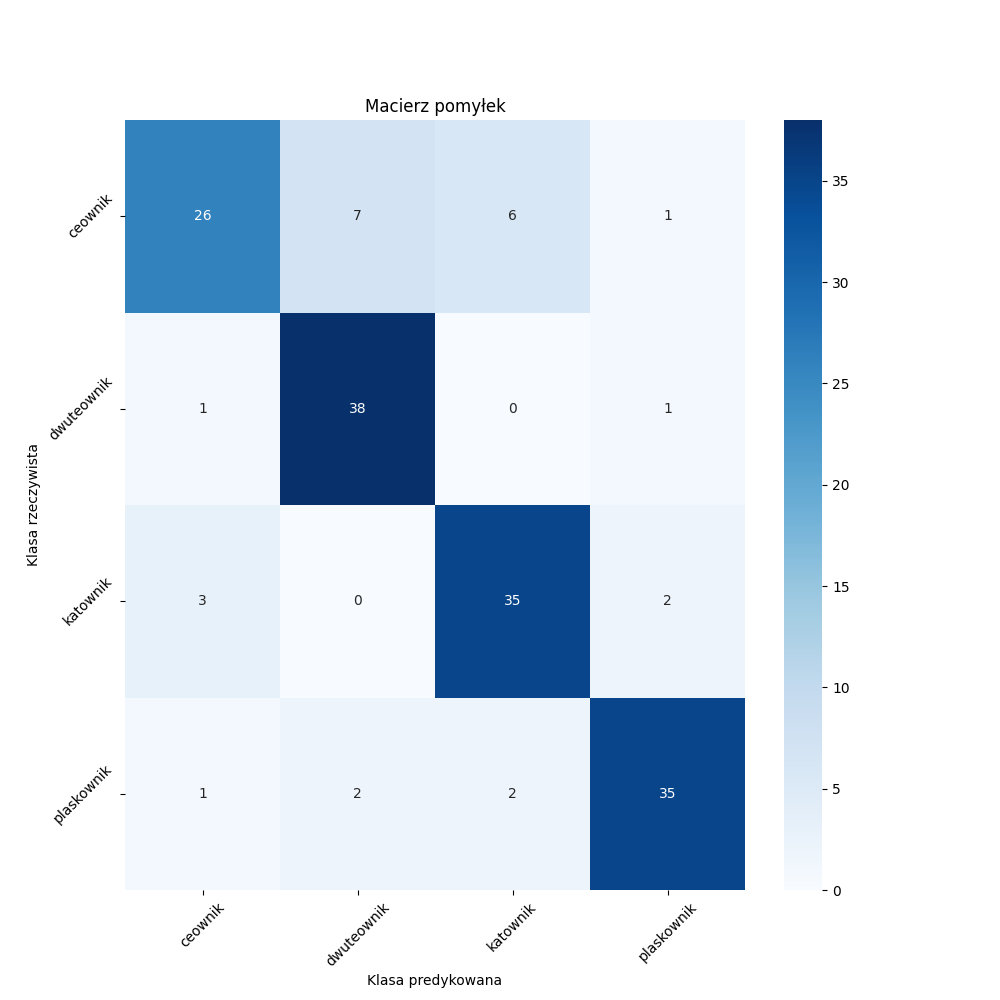 Macierz pomyłek
Klasa rzeczywista
ceownik
26 7 6 1
dwuteownik
1 38 0 1
katownik
3 0 35 2
plaskownik
1 2 2 35
ceownik dwuteownik katownik plaskownik
Klasa predykowana
35
30
25
20
15
10
5
0